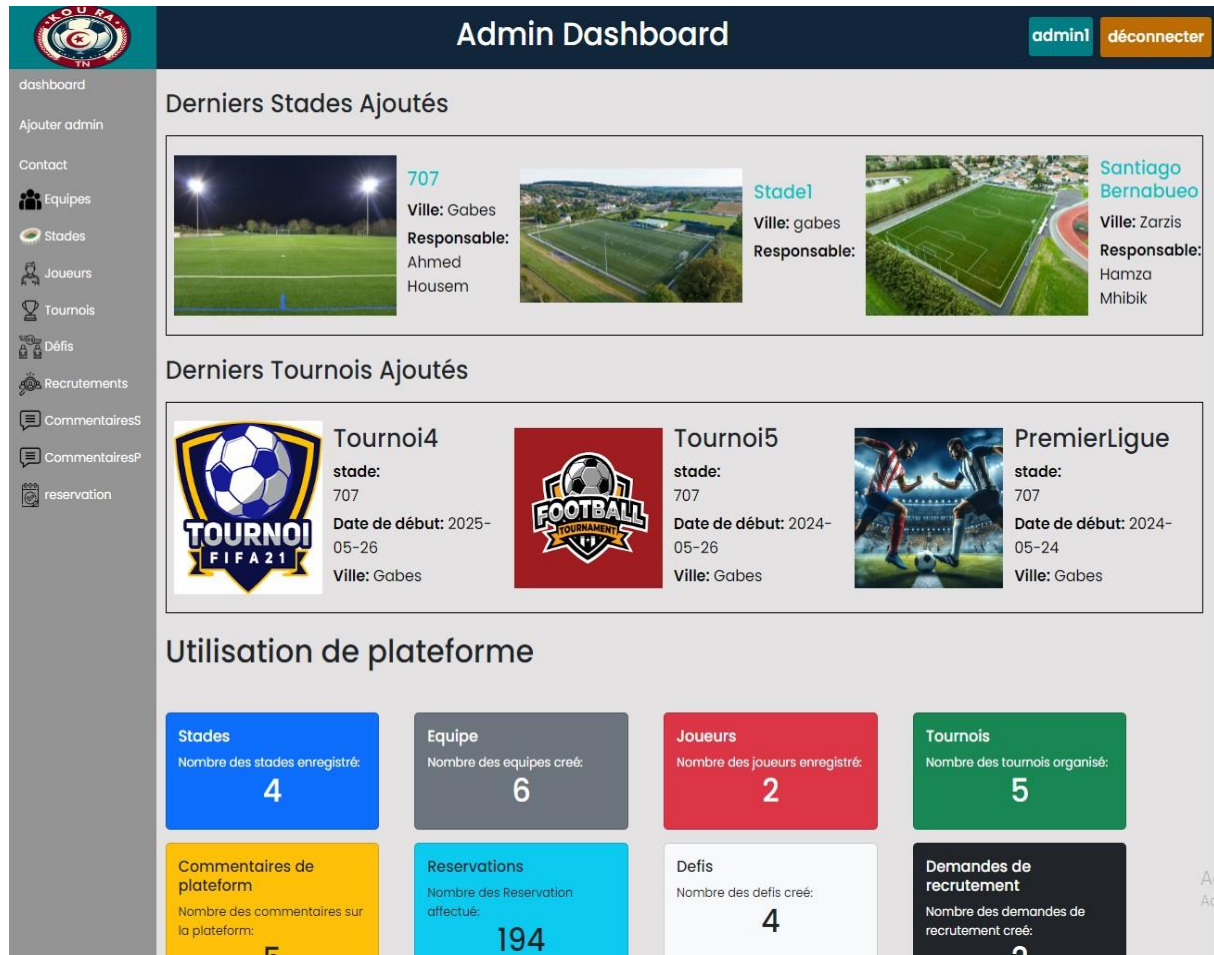 KOURA
TN
Admin Dashboard
admin1
déconnecter
dashboard
Ajouter admin
Contact
Equipes
Stades
Joueurs
Tournois
Défis
Recrutements
CommentairesS
CommentairesP
reservation
Derniers Stades Ajoutés
707
Ville: Gabes
Responsable:
Ahmed
Housem
Stade1
Ville: gabes
Responsable:
Santiago
Bernabueo
Ville: Zarzis
Responsable:
Hamza
Mhibik
Derniers Tournois Ajoutés
TOURNOI
FIFA21
Tournoi4
stade:
707
Date de début: 2025-
05-26
Ville: Gabes
FOOTBALL
TOURNAMENT
Tournoi5
stade:
707
Date de début: 2024-
05-26
Ville: Gabes
PremierLigue
stade:
707
Date de début: 2024-
05-24
Ville: Gabes
Utilisation de plateforme
Stades
Nombre des stades enregistré:
4
Equipe
Nombre des equipes creé:
6
Joueurs
Nombre des joueurs enregistré:
2
Tournois
Nombre des tournois organisé:
5
Commentaires de
plateform
Nombre des commentaires sur
la plateform:
Reservations
Nombre des Reservation
affectué:
194
Defis
Nombre des defis creé:
4
Demandes de
recrutement
Nombre des demandes de
recrutement creé: